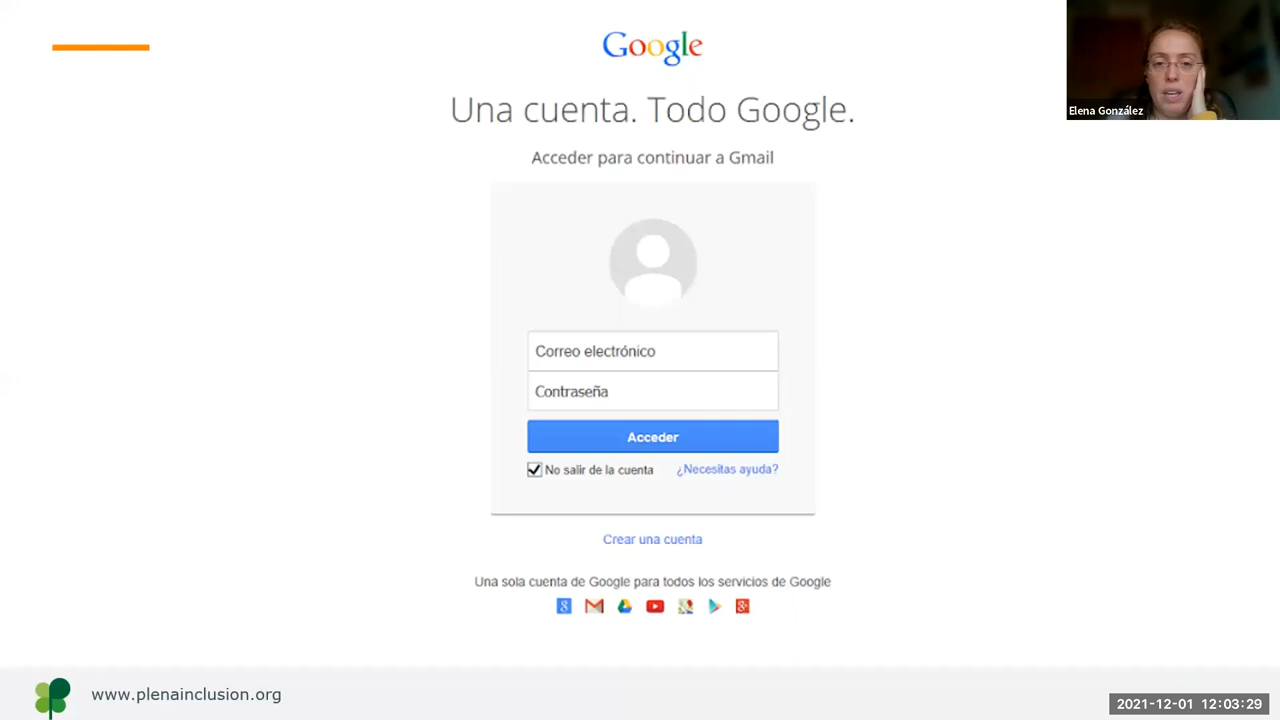 Google
Una cuenta. Todo Google.
Acceder para continuar a Gmail
Elena González
Correo electrónico
Contraseña
Acceder
No salir de la cuenta ¿Necesitas ayuda?
Crear una cuenta
Una sola cuenta de Google para todos los servicios de Google
www.plenainclusion.org
2021-12-01 12:03:29